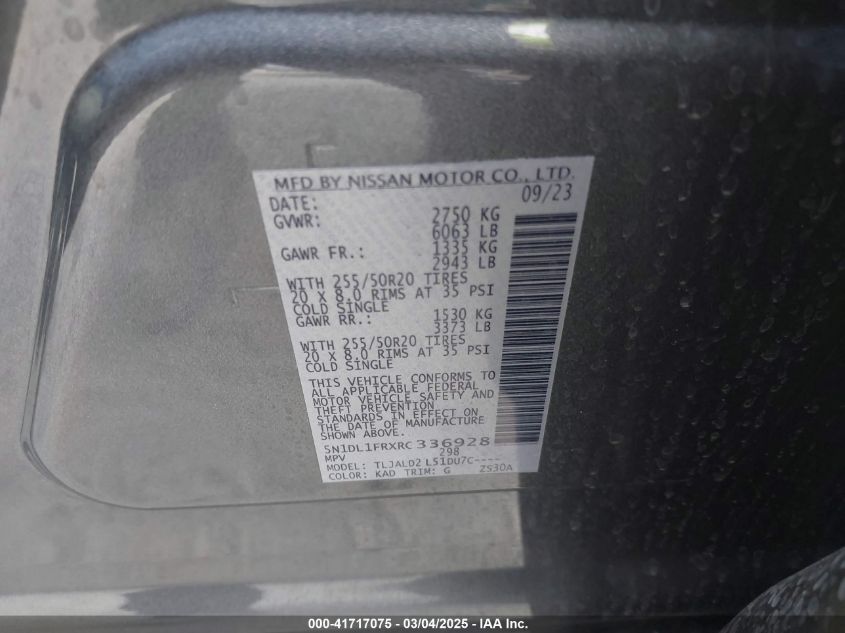 MFD BY NISSAN MOTOR CO., LTD.
DATE: 09/23
GVWR: 2750 KG
6063 LB
GAWR FR.: 1335 KG
2943 LB
WITH 255/50R20 TIRES
20 X 8.0 RIMS AT 35 PSI
COLD SINGLE
GAWR RR.: 1530 KG
3373 LB
WITH 255/50R20 TIRES
20 X 8.0 RIMS AT 35 PSI
COLD SINGLE
THIS VEHICLE CONFORMS TO
ALL APPLICABLE FEDERAL
MOTOR VEHICLE SAFETY AND
THEFT PREVENTION
STANDARDS IN EFFECT ON
THE DATE OF MANUFACTURE
SHOWN ABOVE.
5N1DL1FRXRC336928
MPV 298
MODEL: TLJALD2 L51DU7C----
COLOR: KAD TRIM: G ZS30A
000-41717075 - 03/04/2025 - IAA Inc.